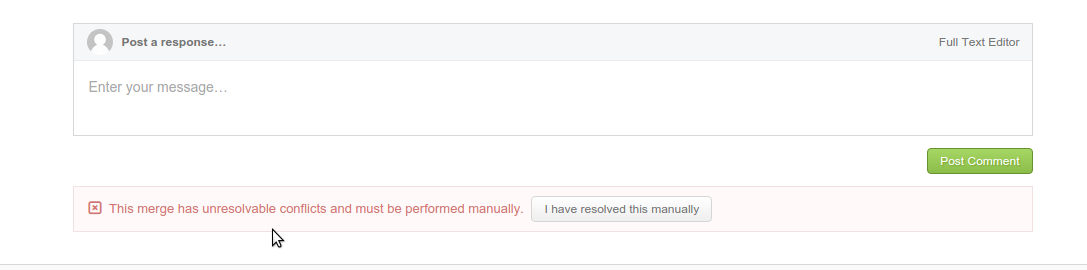 Post a response…
Full Text Editor
Enter your message…
Post Comment
This merge has unresolvable conflicts and must be performed manually.
I have resolved this manually